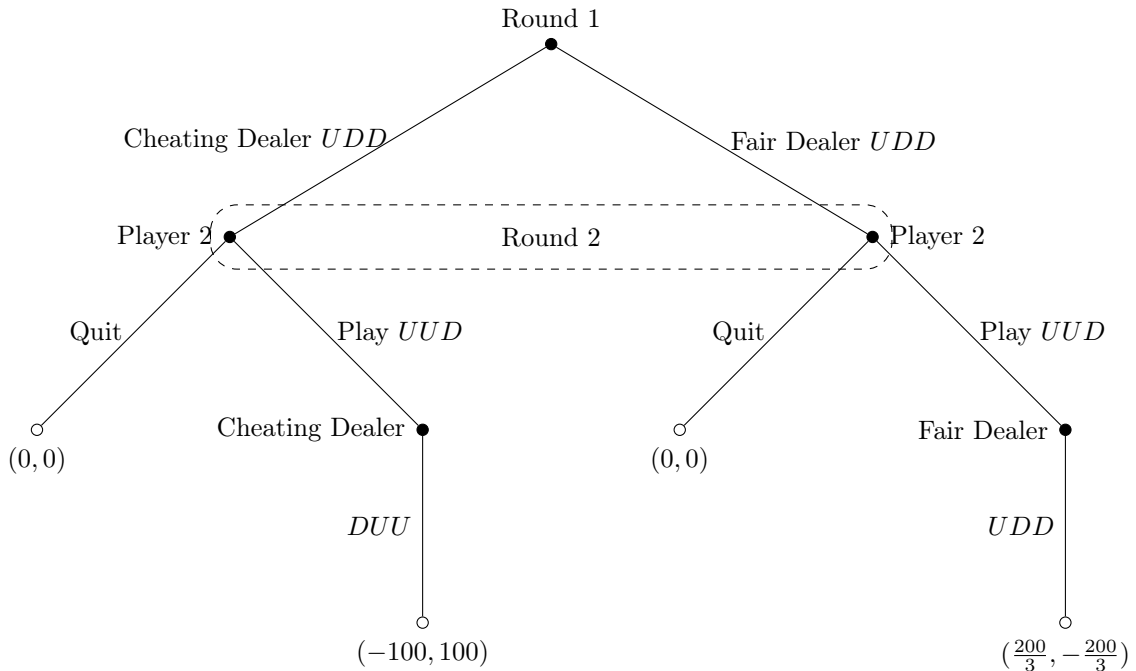 Round 1
Cheating Dealer UDD
Fair Dealer UDD
Player 2
Round 2
Player 2
Quit
Play UUD
Quit
Play UUD
(0, 0)
Cheating Dealer
(0, 0)
Fair Dealer
DUU
UDD
(−100, 100)
(200/3, −200/3)